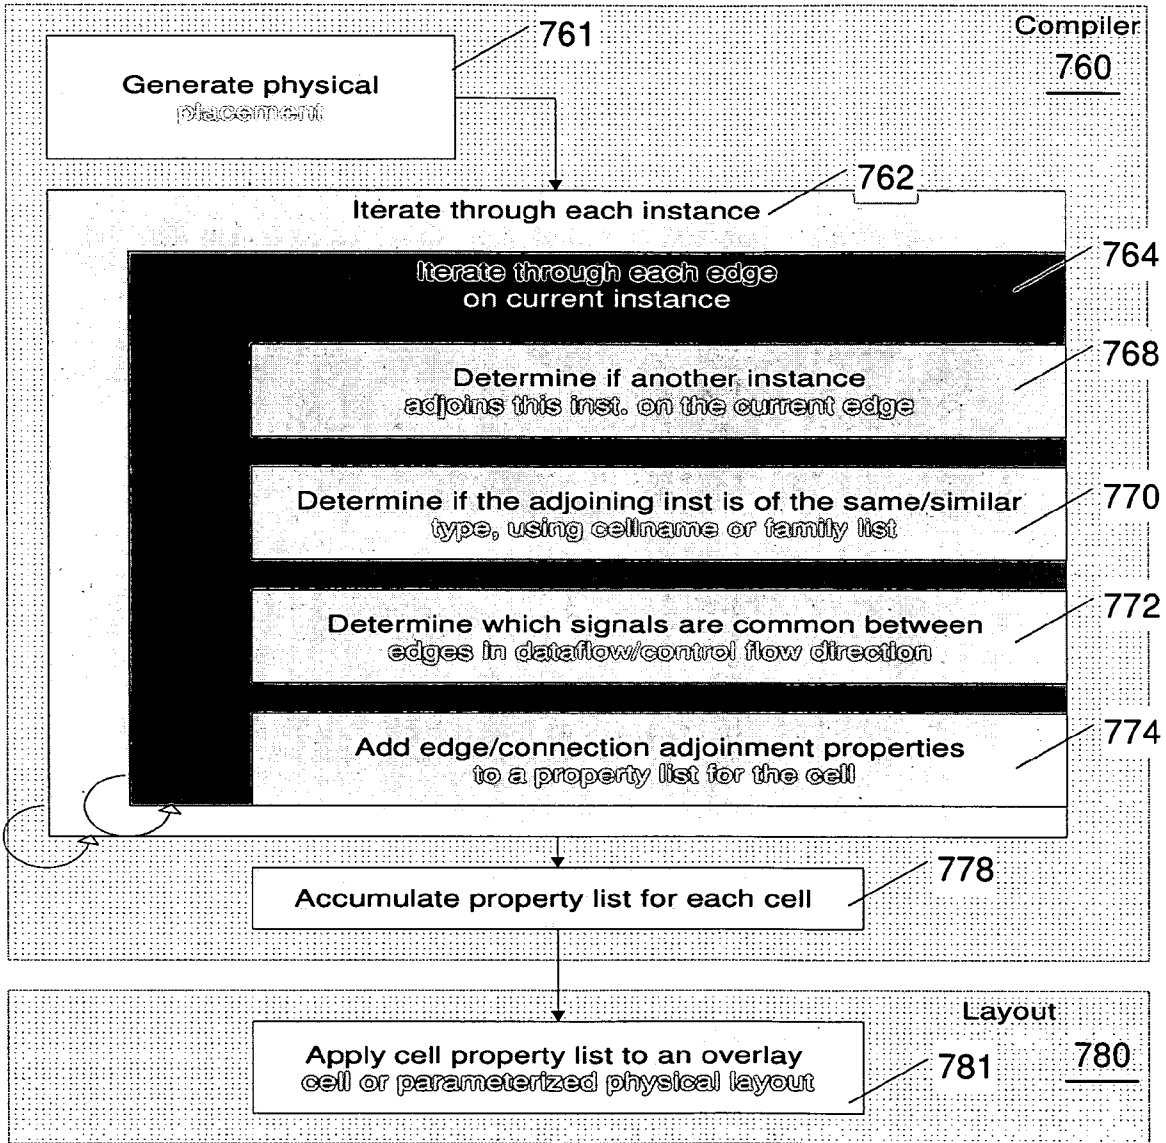 761
Compiler
760
Generate physical
placement
762
Iterate through each instance
764
Iterate through each edge
on current instance
768
Determine if another instance
adjoins this inst. on the current edge
770
Determine if the adjoining inst is of the same/similar
type, using cellname or family list
772
Determine which signals are common between
edges in dataflow/control flow direction
774
Add edge/connection adjoinment properties
to a property list for the cell
778
Accumulate property list for each cell
Layout
780
Apply cell property list to an overlay
cell or parameterized physical layout
781